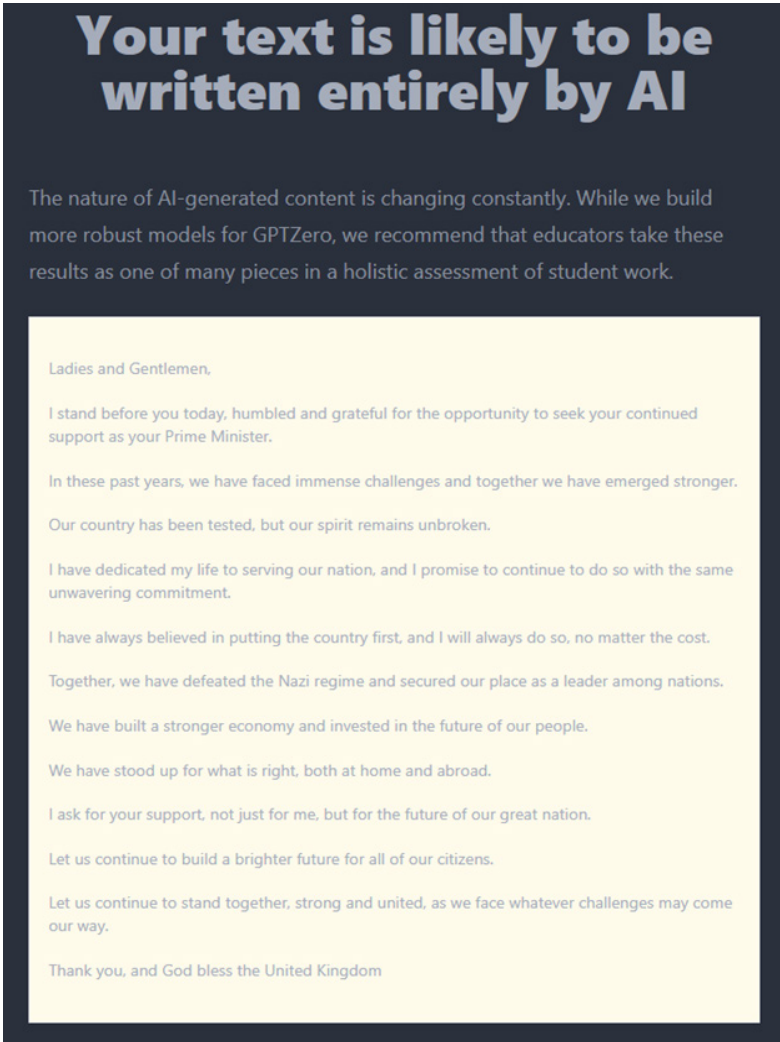 Your text is likely to be
written entirely by AI
The nature of AI-generated content is changing constantly. While we build
more robust models for GPTZero, we recommend that educators take these
results as one of many pieces in a holistic assessment of student work.
Ladies and Gentlemen,
I stand before you today, humbled and grateful for the opportunity to seek your continued
support as your Prime Minister.
In these past years, we have faced immense challenges and together we have emerged stronger.
Our country has been tested, but our spirit remains unbroken.
I have dedicated my life to serving our nation, and I promise to continue to do so with the same
unwavering commitment.
I have always believed in putting the country first, and I will always do so, no matter the cost.
Together, we have defeated the Nazi regime and secured our place as a leader among nations.
We have built a stronger economy and invested in the future of our people.
We have stood up for what is right, both at home and abroad.
I ask for your support, not just for me, but for the future of our great nation.
Let us continue to build a brighter future for all of our citizens.
Let us continue to stand together, strong and united, as we face whatever challenges may come
our way.
Thank you, and God bless the United Kingdom